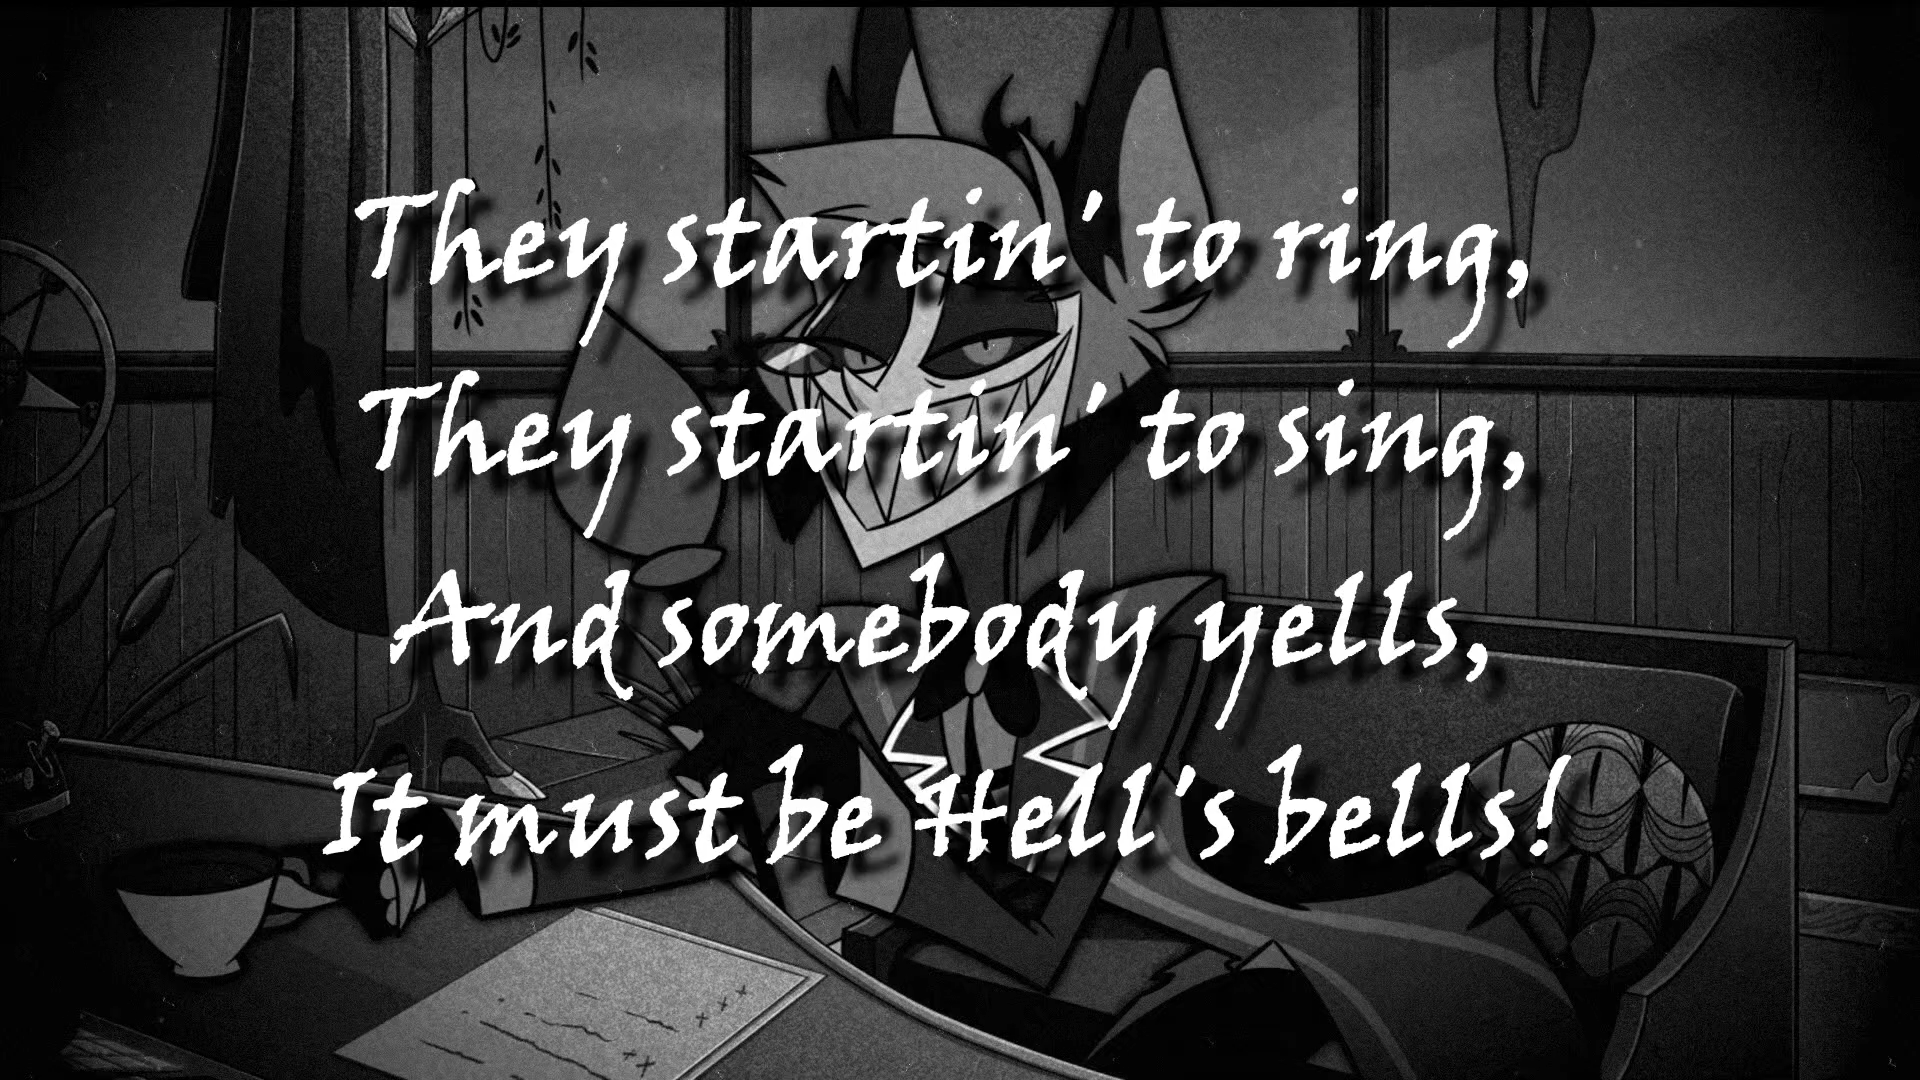 They startin' to ring,
They startin' to sing,
And somebody yells,
It must be Hell's bells!